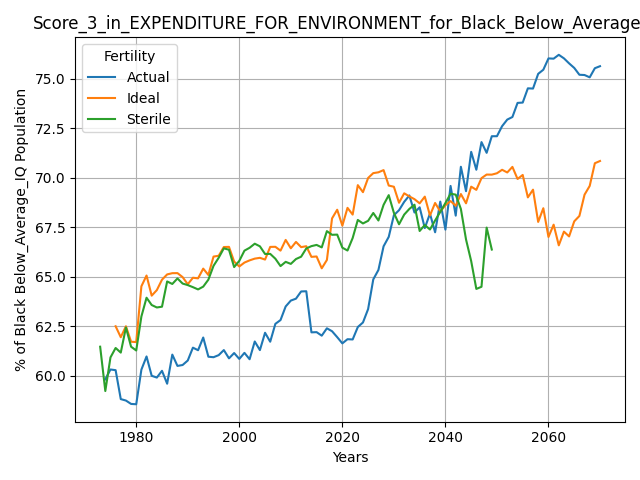 Score_3_in_EXPENDITURE_FOR_ENVIRONMENT_for_Black_Below_Average
Fertility
Actual
Ideal
Sterile
% of Black Below_Average_IQ Population
75.0
72.5
70.0
67.5
65.0
62.5
60.0
1980
2000
2020
2040
2060
Years